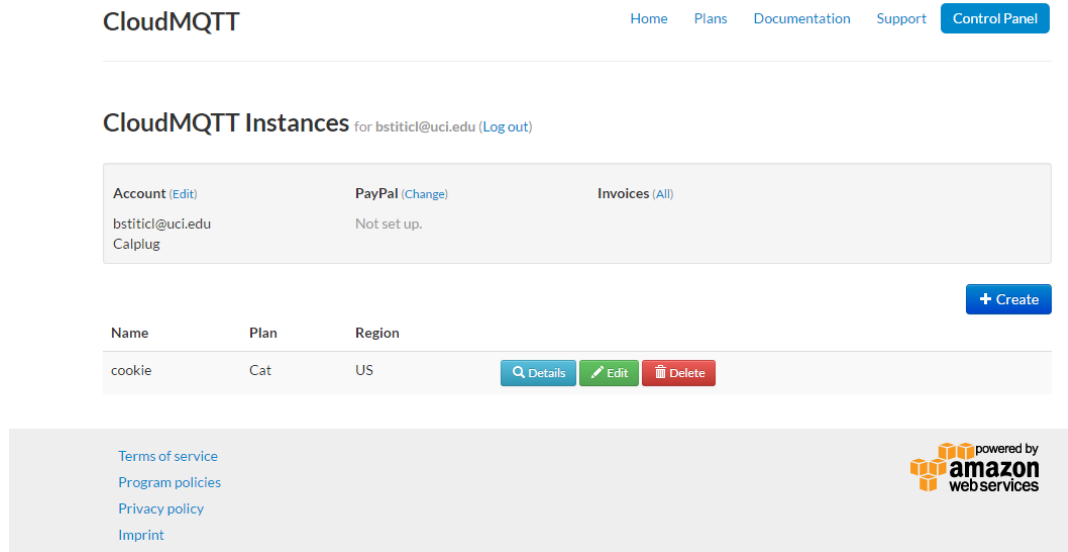 CloudMQTT
Home Plans Documentation Support Control Panel
CloudMQTT Instances for bstiticl@uci.edu (Log out)
Account (Edit) PayPal (Change) Invoices (All)
bstiticl@uci.edu Not set up.
Calplug
+ Create
Name Plan Region
cookie Cat US Details Edit Delete
Terms of service
Program policies
Privacy policy
Imprint
powered by
amazon
web services